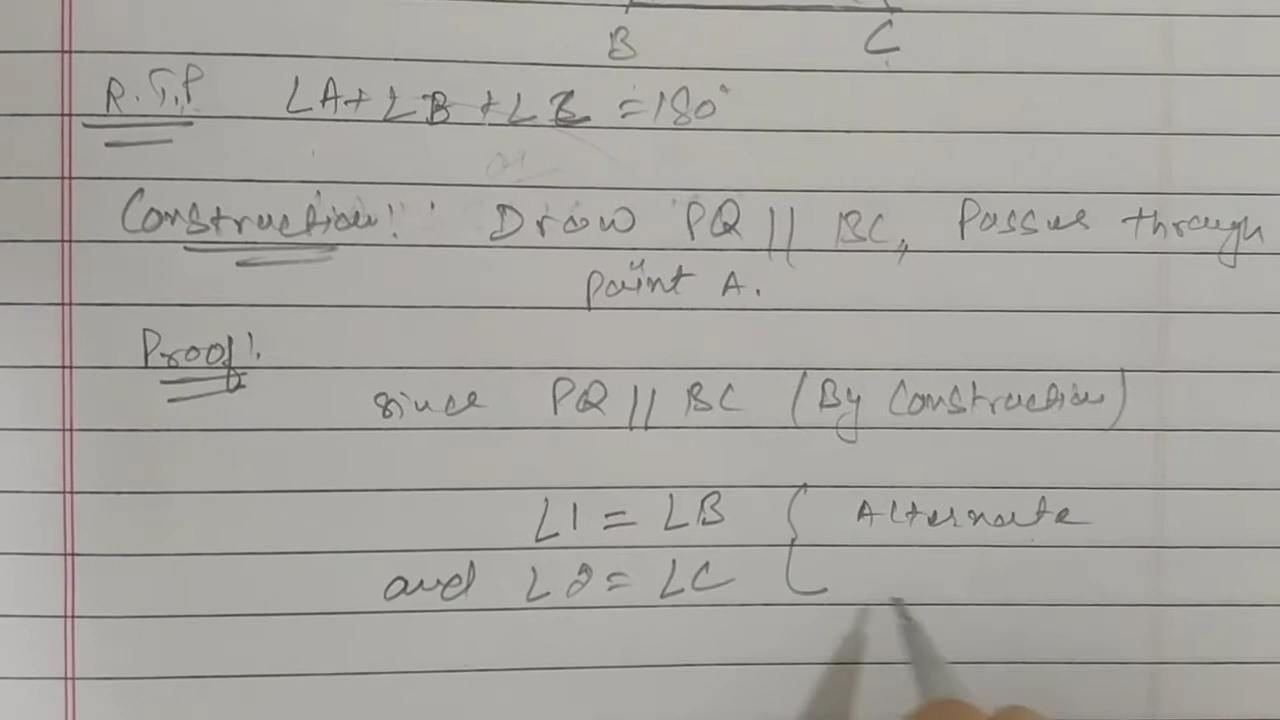 B C
R.T.P ∠A+∠B+∠C =180°
Construction: Draw PQ || BC, Passes through
point A.
Proof:
since PQ || BC (By Construction)
∠1 = ∠B { Alternate
and ∠2 = ∠C